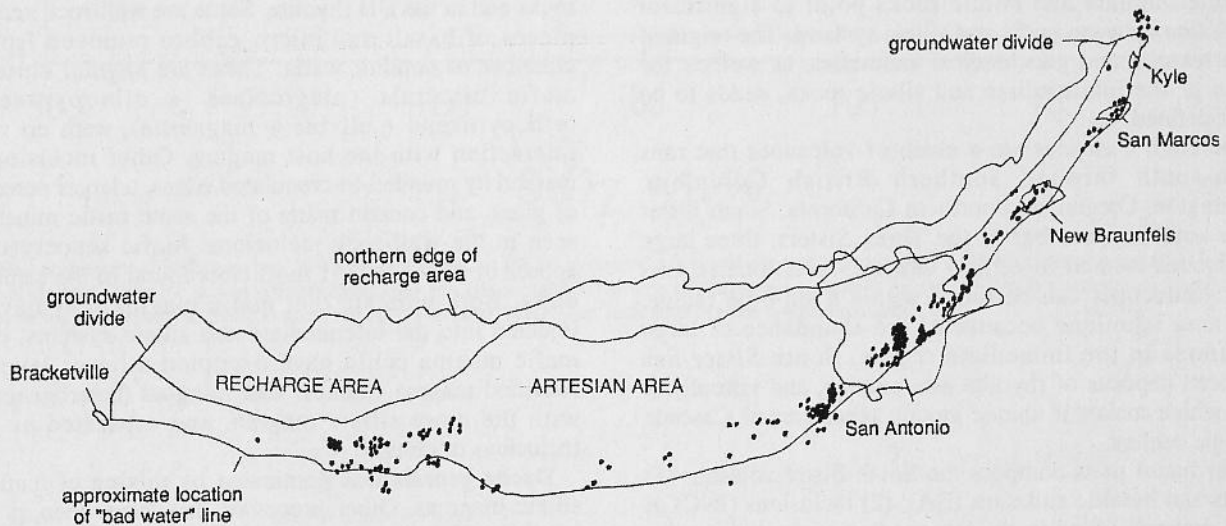 groundwater divide
Kyle
San Marcos
New Braunfels
northern edge of
recharge area
groundwater
divide
Bracketville
RECHARGE AREA
ARTESIAN AREA
San Antonio
approximate location
of "bad water" line